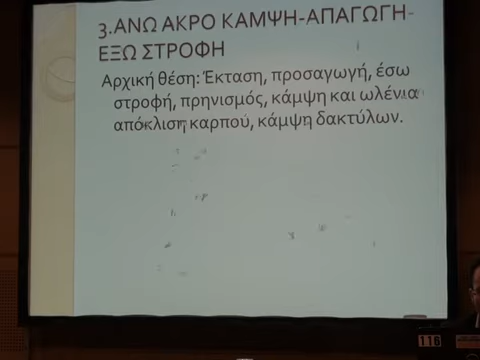 3.ΑΝΩ ΑΚΡΟ ΚΑΜΨΗ-ΑΠΑΓΩΓΗ-
ΕΞΩ ΣΤΡΟΦΗ
Αρχική θέση: Έκταση, προσαγωγή, έσω
στροφή, πρηνισμός, κάμψη και ωλένια
απόκλιση καρπού, κάμψη δακτύλων.
116